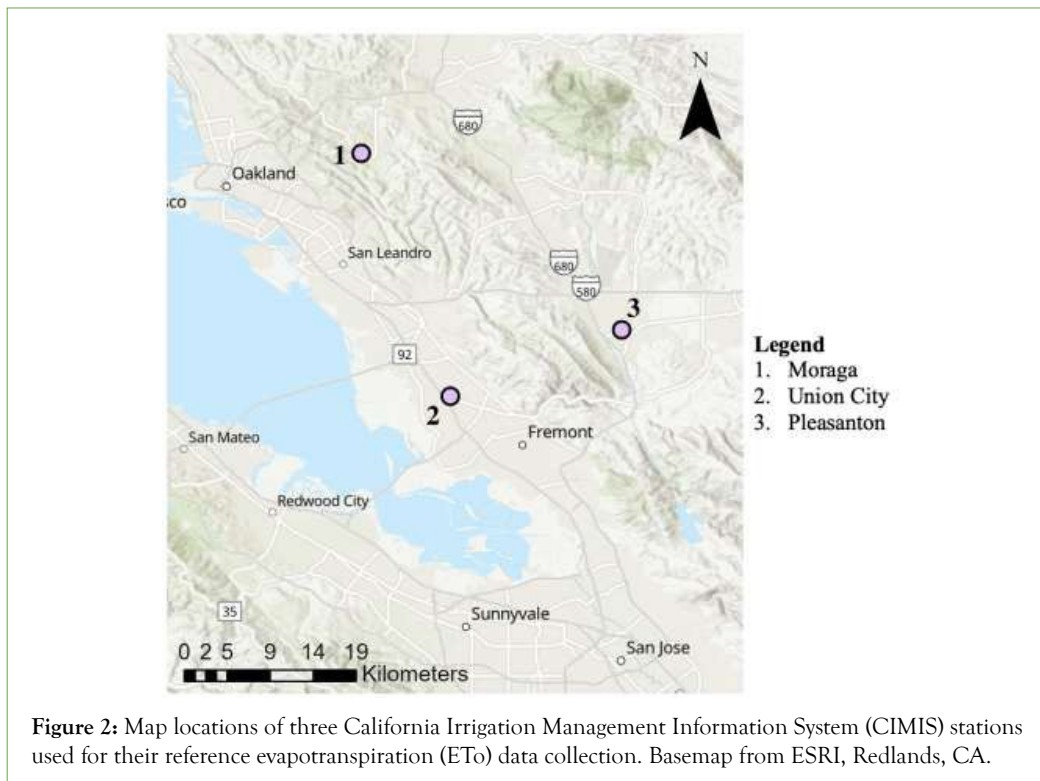 N
680
1
Oakland
sco
San Leandro
680
580
3
92
Legend
1. Moraga
2. Union City
3. Pleasanton
2
Fremont
San Mateo
Redwood City
35
Sunnyvale
San Jose
0 2 5 9 14 19
Kilometers
Figure 2: Map locations of three California Irrigation Management Information System (CIMIS) stations
used for their reference evapotranspiration (ETo) data collection. Basemap from ESRI, Redlands, CA.